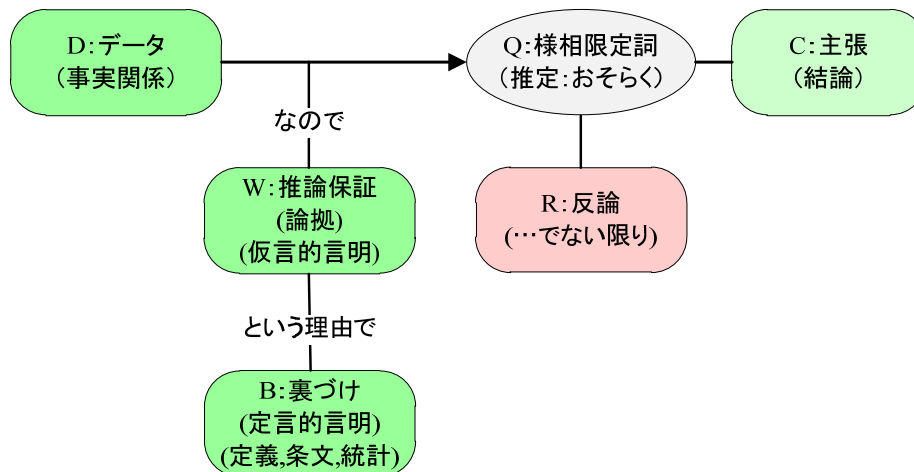 D：データ
（事実関係）
Q：様相限定詞
（推定：おそらく）
C：主張
（結論）
なので
W：推論保証
(論拠)
(仮言的言明)
R：反論
(…でない限り)
という理由で
B：裏づけ
(定言的言明)
(定義,条文,統計)